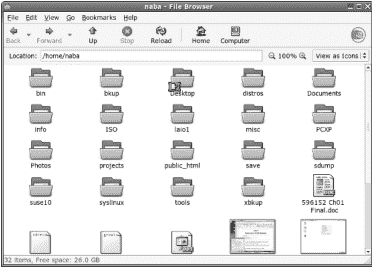 naba - File Browser
File Edit View Go Bookmarks Help
Back Forward Up Stop Reload Home Computer
Location: /home/naba 100% View as Icons
bin bkup Desktop distros Documents
info ISO laio1 misc PCXP
Photos projects public_html save sdump
suse10 syslinux tools xbkup 596152 Ch01
Final.doc
32 items, Free space: 26.0 GB